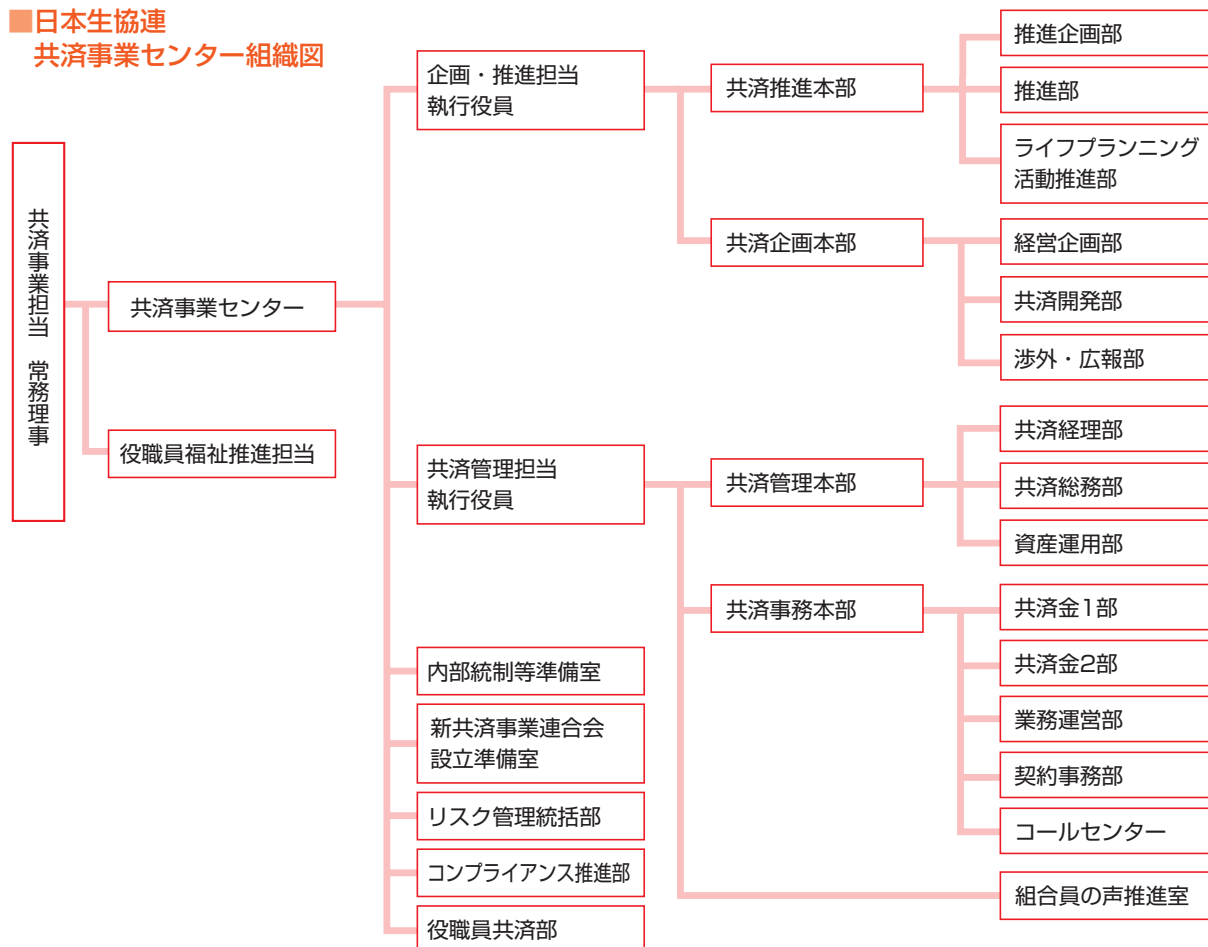 ■日本生協連
共済事業センター組織図
共済事業担当　常務理事
共済事業センター
役職員福祉推進担当
企画・推進担当
執行役員
共済管理担当
執行役員
内部統制等準備室
新共済事業連合会
設立準備室
リスク管理統括部
コンプライアンス推進部
役職員共済部
共済推進本部
共済企画本部
共済管理本部
共済事務本部
推進企画部
推進部
ライフプランニング
活動推進部
経営企画部
共済開発部
渉外・広報部
共済経理部
共済総務部
資産運用部
共済金1部
共済金2部
業務運営部
契約事務部
コールセンター
組合員の声推進室